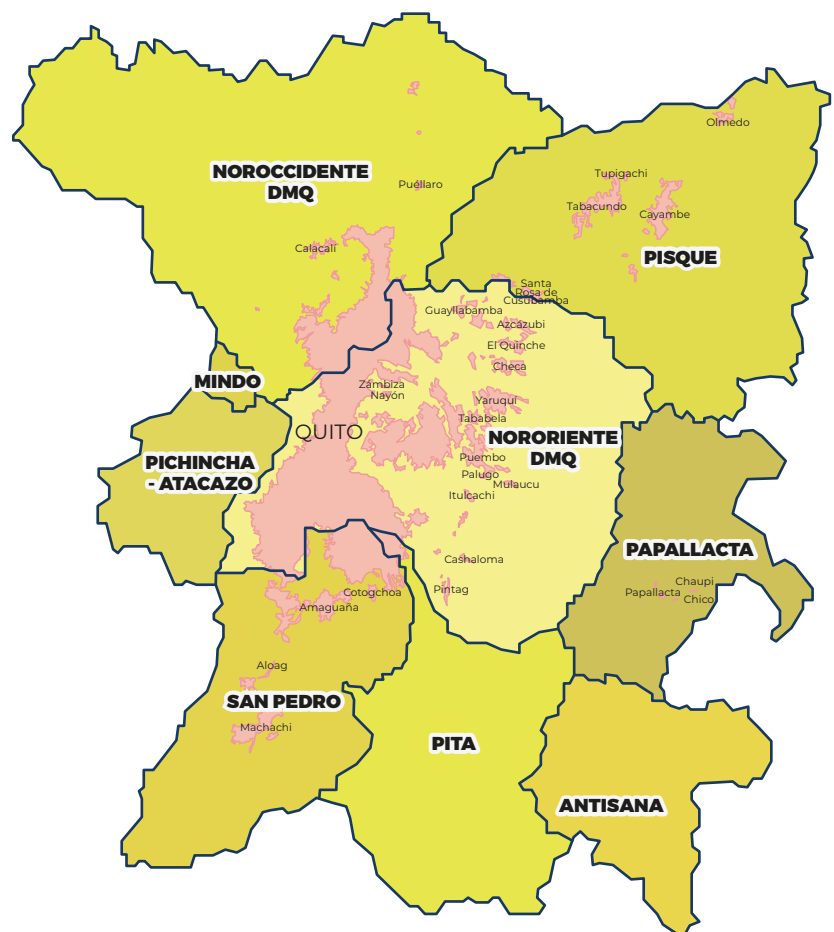 Olmedo
NOROCCIDENTE
DMQ
Tupigachi
Puéllaro
Tabacundo
Cayambe
Calacalí
PISQUE
Santa
Rosa de
Cusubamba
Guayllabamba
Azcázubi
El Quinche
Checa
MINDO
Zámbiza
Nayón
Yaruquí
Tababela
QUITO
NORORIENTE
DMQ
PICHINCHA
- ATACAZO
Puembo
Palugo
Mulaucu
Itulcachi
PAPALLACTA
Cashaloma
Chaupi
Chico
Papallacta
Píntag
Cotogchoa
Amaguaña
Aloag
SAN PEDRO
Machachi
PITA
ANTISANA